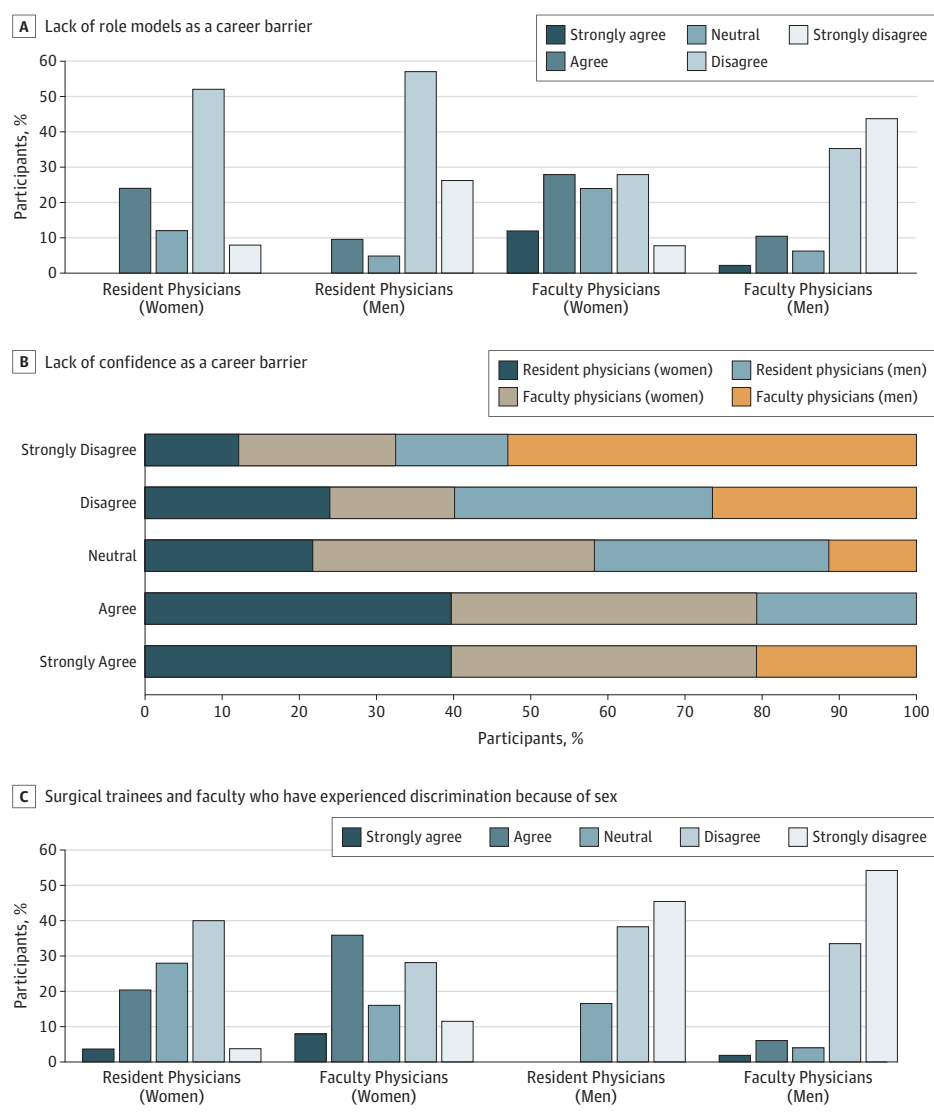 A Lack of role models as a career barrier
Strongly agree Neutral Strongly disagree
Agree Disagree
60
50
40
30
20
10
0
Participants, %
Resident Physicians (Women)
Resident Physicians (Men)
Faculty Physicians (Women)
Faculty Physicians (Men)
B Lack of confidence as a career barrier
Resident physicians (women) Resident physicians (men)
Faculty physicians (women) Faculty physicians (men)
Strongly Disagree
Disagree
Neutral
Agree
Strongly Agree
0 10 20 30 40 50 60 70 80 90 100
Participants, %
C Surgical trainees and faculty who have experienced discrimination because of sex
Strongly agree Agree Neutral Disagree Strongly disagree
60
50
40
30
20
10
0
Participants, %
Resident Physicians (Women)
Faculty Physicians (Women)
Resident Physicians (Men)
Faculty Physicians (Men)